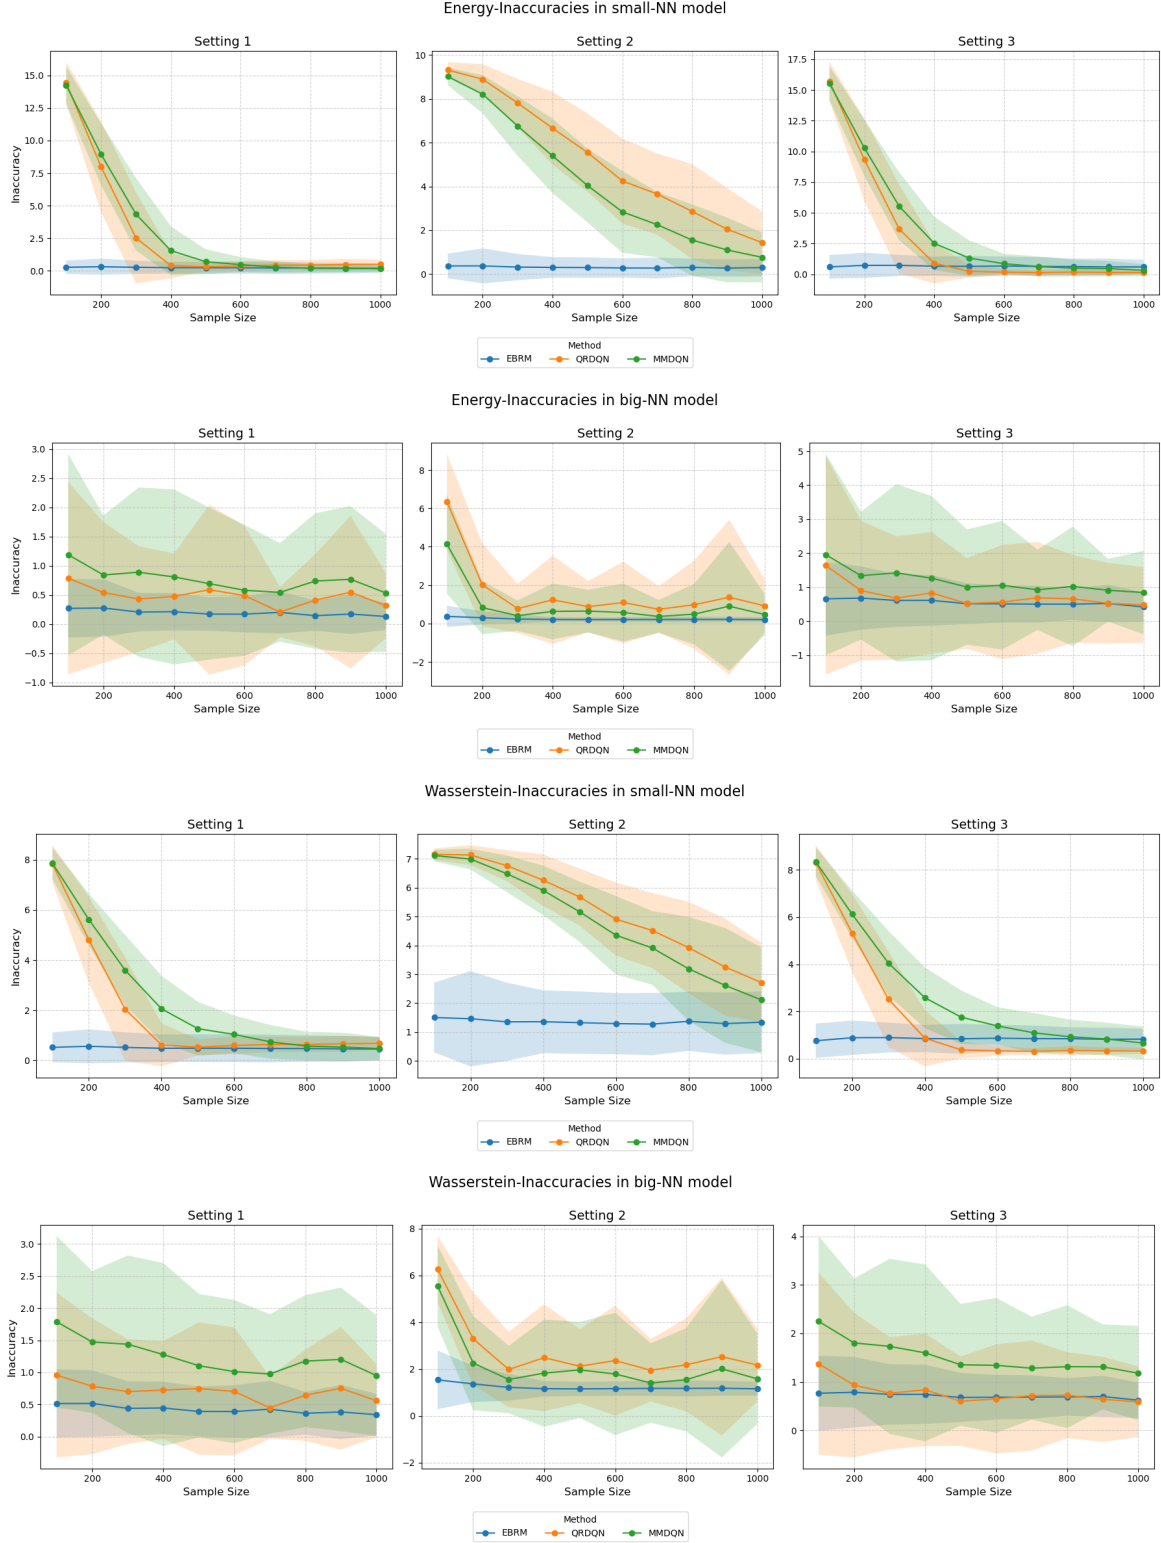 Energy-Inaccuracies in small-NN model
Setting 1
Setting 2
Setting 3
Inaccuracy
15.0
12.5
10.0
7.5
5.0
2.5
0.0
200 400 600 800 1000
Sample Size
10
8
6
4
2
0
200 400 600 800 1000
Sample Size
17.5
15.0
12.5
10.0
7.5
5.0
2.5
0.0
200 400 600 800 1000
Sample Size
Method
EBRM QRDQN MMDQN
Energy-Inaccuracies in big-NN model
Setting 1
Setting 2
Setting 3
Inaccuracy
3.0
2.5
2.0
1.5
1.0
0.5
0.0
−0.5
−1.0
200 400 600 800 1000
Sample Size
8
6
4
2
0
−2
200 400 600 800 1000
Sample Size
5
4
3
2
1
0
−1
200 400 600 800 1000
Sample Size
Method
EBRM QRDQN MMDQN
Wasserstein-Inaccuracies in small-NN model
Setting 1
Setting 2
Setting 3
Inaccuracy
8
6
4
2
0
200 400 600 800 1000
Sample Size
7
6
5
4
3
2
1
0
200 400 600 800 1000
Sample Size
8
6
4
2
0
200 400 600 800 1000
Sample Size
Method
EBRM QRDQN MMDQN
Wasserstein-Inaccuracies in big-NN model
Setting 1
Setting 2
Setting 3
Inaccuracy
3.0
2.5
2.0
1.5
1.0
0.5
0.0
200 400 600 800 1000
Sample Size
8
6
4
2
0
−2
200 400 600 800 1000
Sample Size
4
3
2
1
0
200 400 600 800 1000
Sample Size
Method
EBRM QRDQN MMDQN